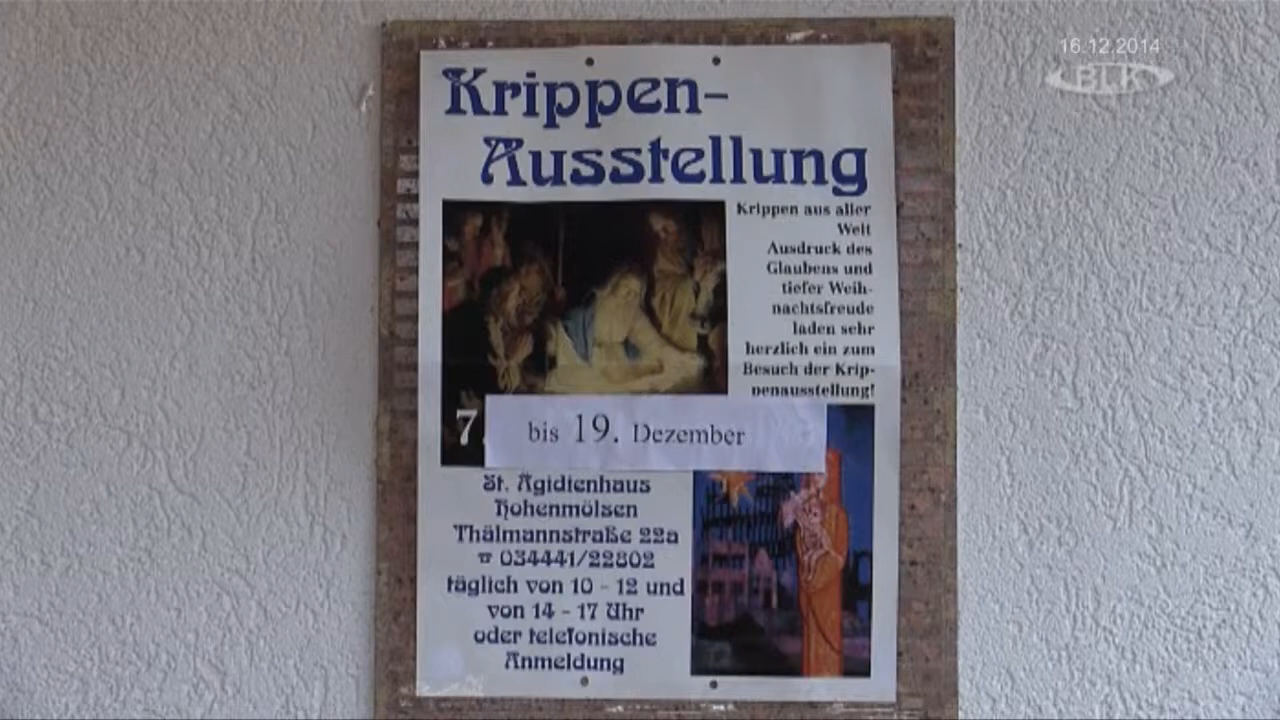 16.12.2014
BLK
Krippen-
Ausstellung
Krippen aus aller
Welt
Ausdruck des
Glaubens und
tiefer Weih-
nachtsfreude
laden sehr
herzlich ein zum
Besuch der Krip-
penausstellung!
7.
bis 19. Dezember
St. Ägidienhaus
Hohenmölsen
Thälmannstraße 22a
☎ 034441/22802
täglich von 10 - 12 und
von 14 - 17 Uhr
oder telefonische
Anmeldung